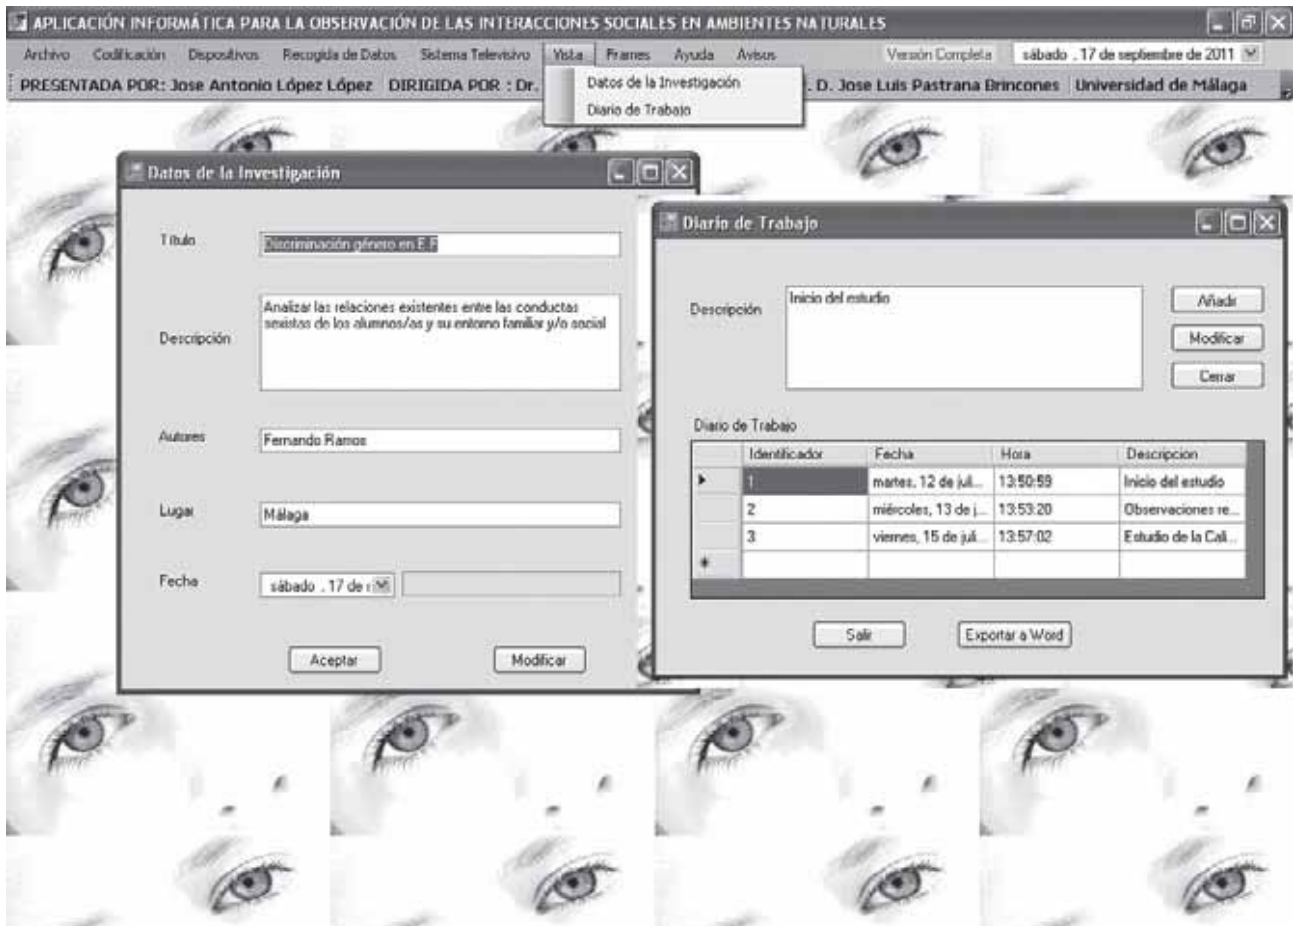 APLICACIÓN INFORMÁTICA PARA LA OBSERVACIÓN DE LAS INTERACCIONES SOCIALES EN AMBIENTES NATURALES
Archivo Codificación Dispositivos Recogida de Datos Sistema Televisivo Vista Frames Ayuda Avisos Versión Completa sábado , 17 de septiembre de 2011
PRESENTADA POR: Jose Antonio López López DIRIGIDA POR : Dr. . D. Jose Luis Pastrana Brincones Universidad de Málaga
Datos de la Investigación
Diario de Trabajo
Datos de la Investigación
Título Discriminación género en E.F
Descripción
Analizar las relaciones existentes entre las conductas
sexistas de los alumnos/as y su entorno familiar y/o social
Autores Fernando Ramos
Lugar Málaga
Fecha sábado , 17 de
Aceptar Modificar
Diario de Trabajo
Descripción Inicio del estudio
Añadir
Modificar
Cerrar
Diario de Trabajo
Identificador Fecha Hora Descripcion
1 martes, 12 de jul... 13:50:59 Inicio del estudio
2 miércoles, 13 de j... 13:53:20 Observaciones re...
3 viernes, 15 de juli... 13:57:02 Estudio de la Cali...
Salir Exportar a Word